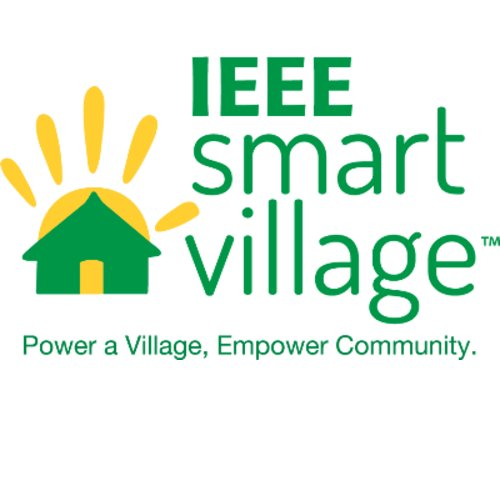 IEEE
smart
village™
Power a Village, Empower Community.